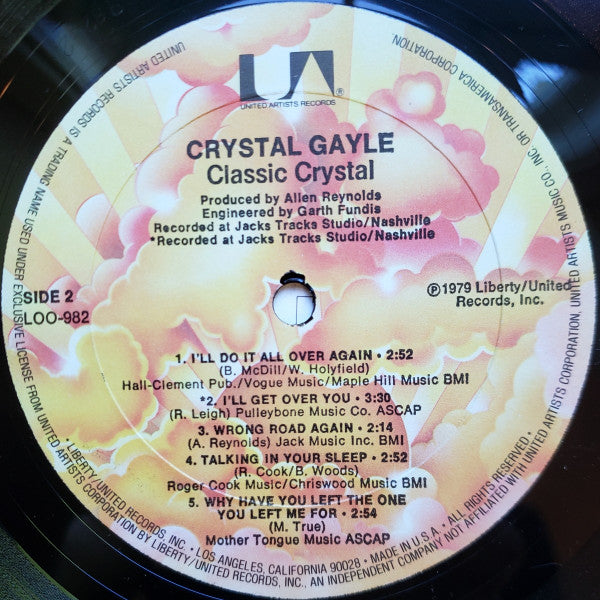 UA ®
UNITED ARTISTS RECORDS
CRYSTAL GAYLE
Classic Crystal
Produced by Allen Reynolds
Engineered by Garth Fundis
Recorded at Jacks Tracks Studio/Nashville
*Recorded at Jacks Tracks Studio/Nashville
SIDE 2
LOO-982
℗1979 Liberty/United
Records, Inc.
1. I'LL DO IT ALL OVER AGAIN • 2:52
(B. McDill/W. Holyfield)
Hall-Clement Pub./Vogue Music/Maple Hill Music BMI
*2. I'LL GET OVER YOU • 3:30
(R. Leigh) Pulleybone Music Co. ASCAP
3. WRONG ROAD AGAIN • 2:14
(A. Reynolds) Jack Music Inc. BMI
4. TALKING IN YOUR SLEEP • 2:52
(R. Cook/B. Woods)
Roger Cook Music/Chriswood Music BMI
5. WHY HAVE YOU LEFT THE ONE
YOU LEFT ME FOR • 2:54
(M. True)
Mother Tongue Music ASCAP
• LIBERTY/UNITED RECORDS, INC. • LOS ANGELES, CALIFORNIA 90028 • MADE IN U.S.A. • ALL RIGHTS RESERVED •
UNITED ARTISTS RECORDS IS A TRADING NAME USED UNDER EXCLUSIVE LICENSE FROM UNITED ARTISTS CORPORATION BY LIBERTY/UNITED RECORDS, INC., AN INDEPENDENT COMPANY NOT AFFILIATED WITH UNITED ARTISTS CORPORATION, UNITED ARTISTS MUSIC CO., INC. OR TRANSAMERICA CORPORATION.